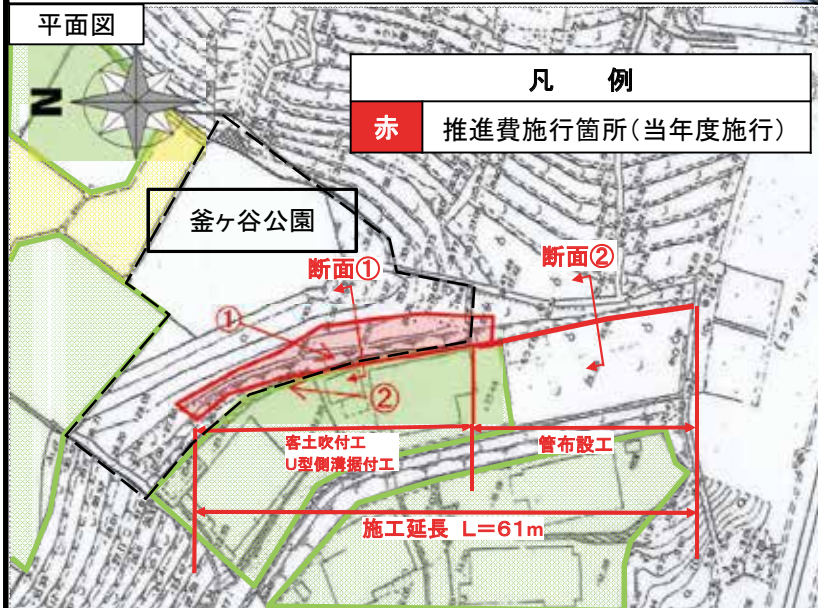 平面図
N
凡 例
赤 推進費施行箇所(当年度施行)
釜ヶ谷公園
断面①
断面②
①
②
客土吹付工
U型側溝据付工
管布設工
施工延長 L=61m